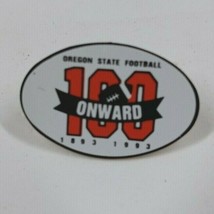 OREGON STATE FOOTBALL
100
ONWARD
1893 1993